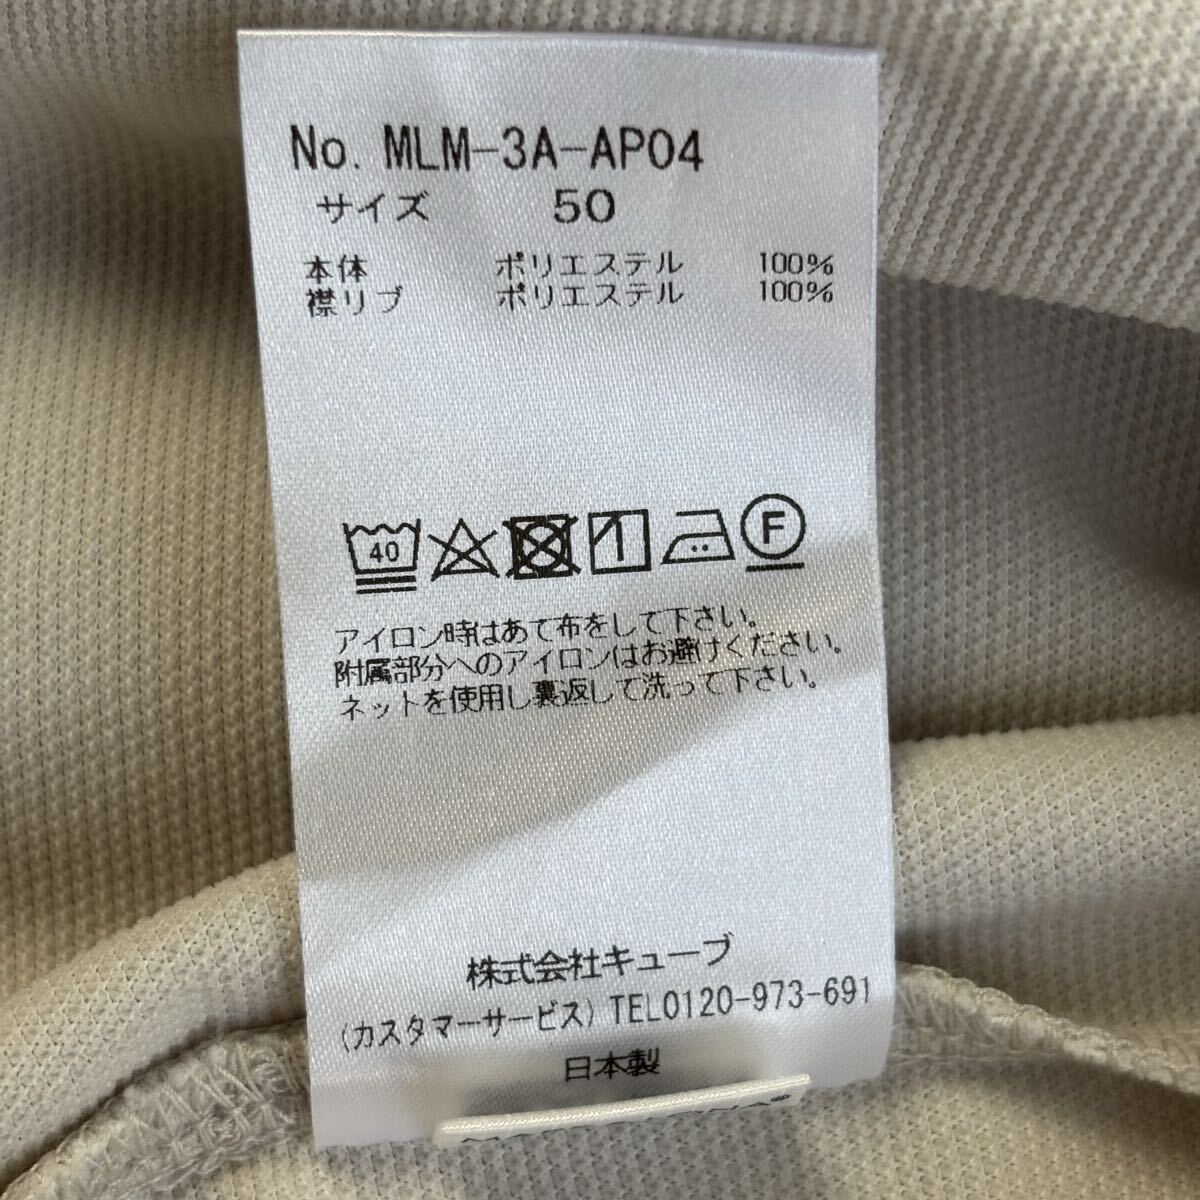 No. MLM-3A-AP04
サイズ 50
本体 ポリエステル 100%
襟リブ ポリエステル 100%
40 F
アイロン時はあて布をして下さい。
附属部分へのアイロンはお避けください。
ネットを使用し裏返して洗って下さい。
株式会社キューブ
(カスタマーサービス) TEL0120-973-691
日本製